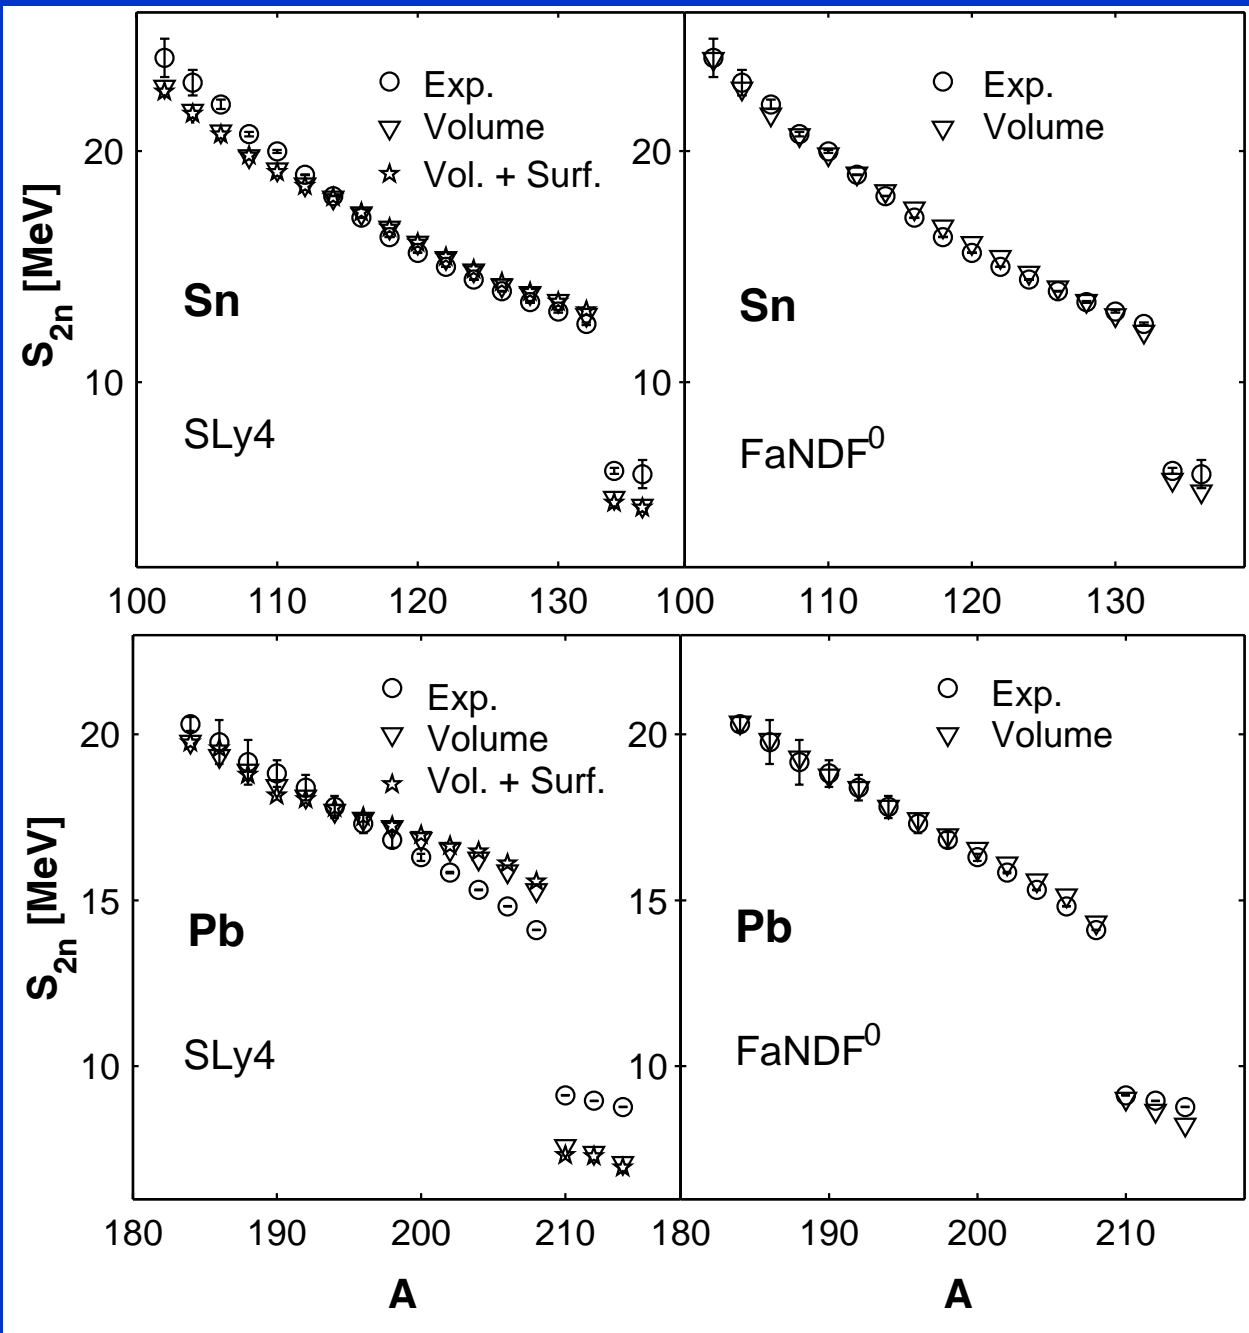 Exp.
Volume
Vol. + Surf.
Exp.
Volume
20
10
S2n [MeV]
Sn
SLy4
20
10
Sn
FaNDF0
100 110 120 130 100 110 120 130
Exp.
Volume
Vol. + Surf.
Exp.
Volume
20
15
10
S2n [MeV]
Pb
SLy4
20
15
10
Pb
FaNDF0
180 190 200 210 180 190 200 210
A A